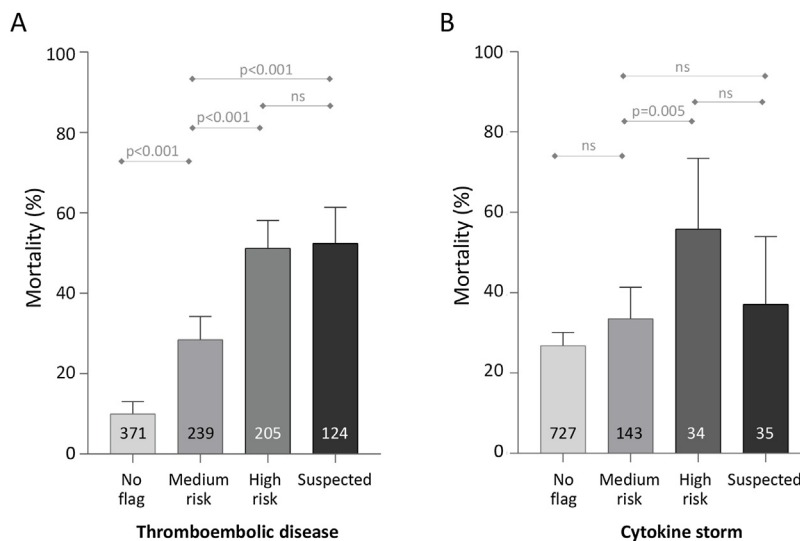 A
Mortality (%)
100
80
60
40
20
0
p<0.001
ns
p<0.001
p<0.001
371
239
205
124
No
flag
Medium
risk
High
risk
Suspected
Thromboembolic disease
B
Mortality (%)
100
80
60
40
20
0
ns
ns
p=0.005
ns
727
143
34
35
No
flag
Medium
risk
High
risk
Suspected
Cytokine storm